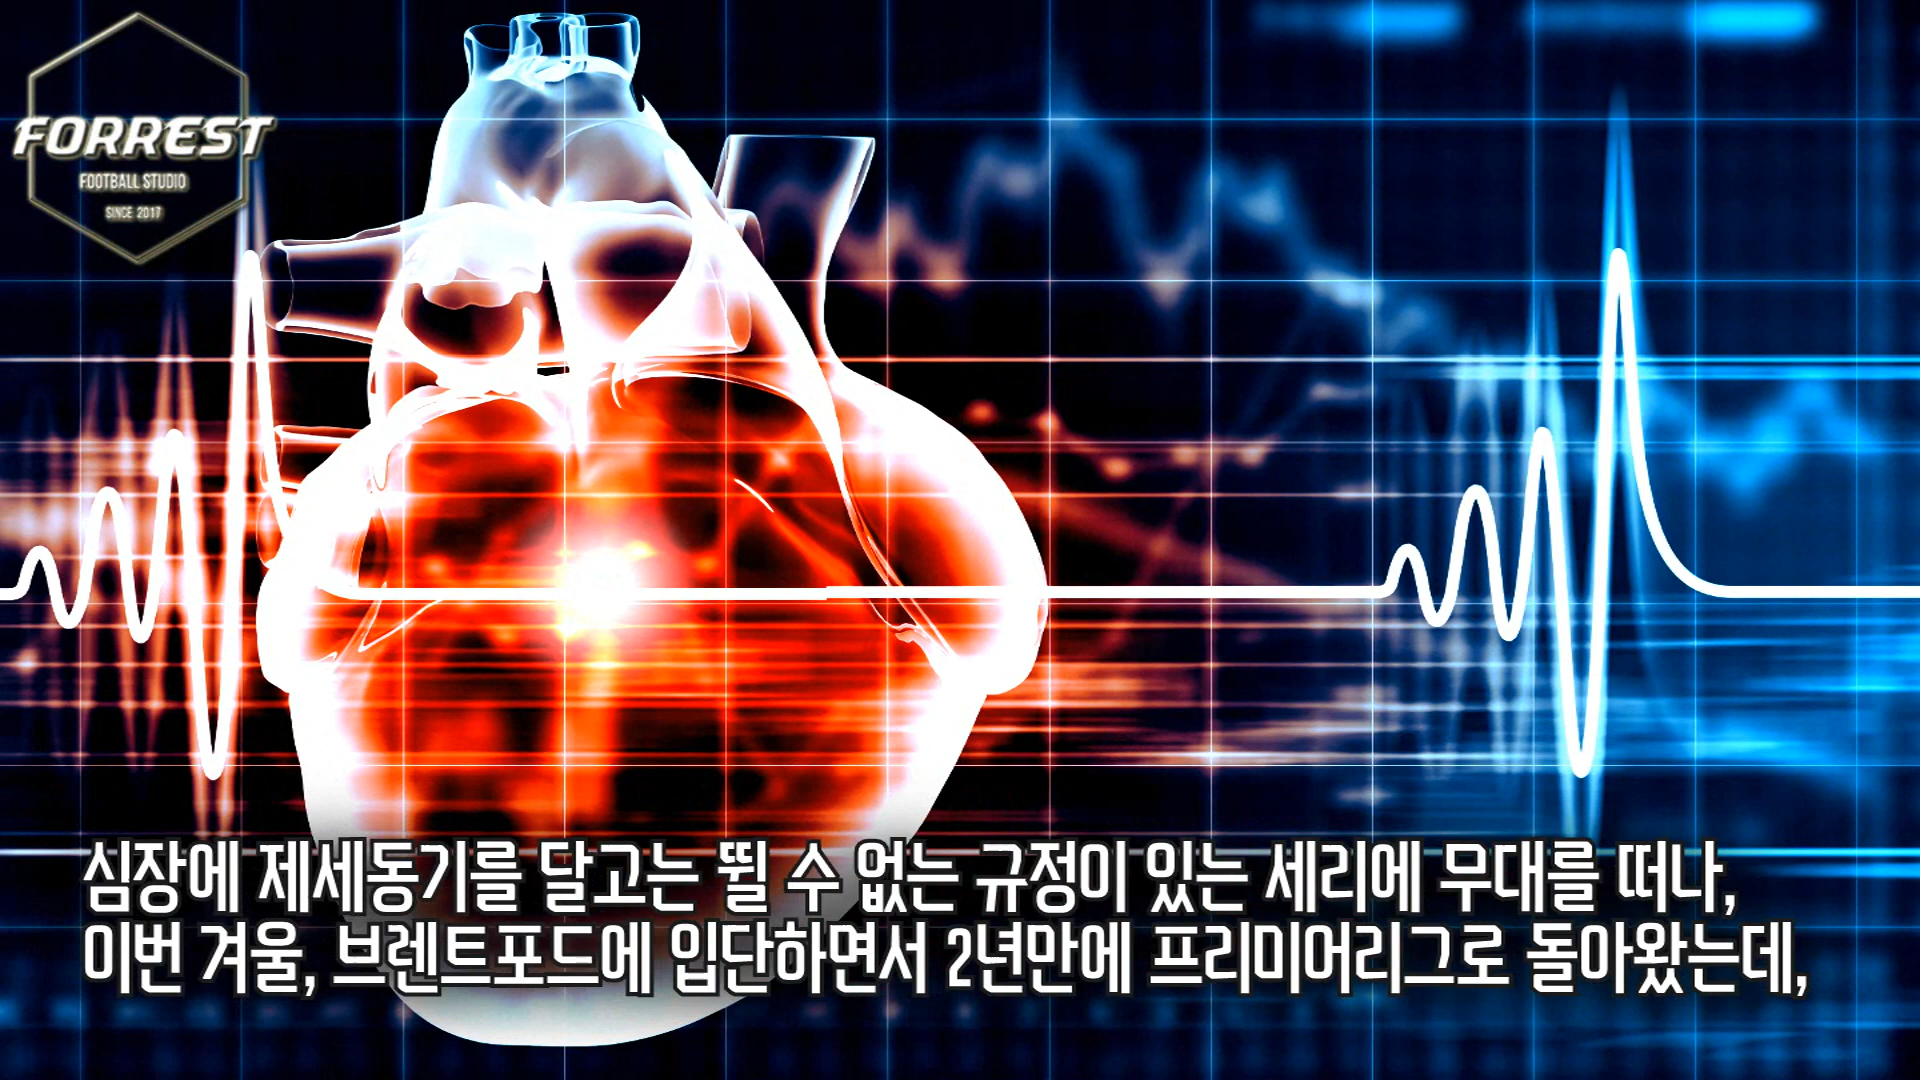 FORREST
FOOTBALL STUDIO
SINCE 2017
심장에 제세동기를 달고는 뛸 수 없는 규정이 있는 세리에 무대를 떠나,
이번 겨울, 브렌트포드에 입단하면서 2년만에 프리미어리그로 돌아왔는데,